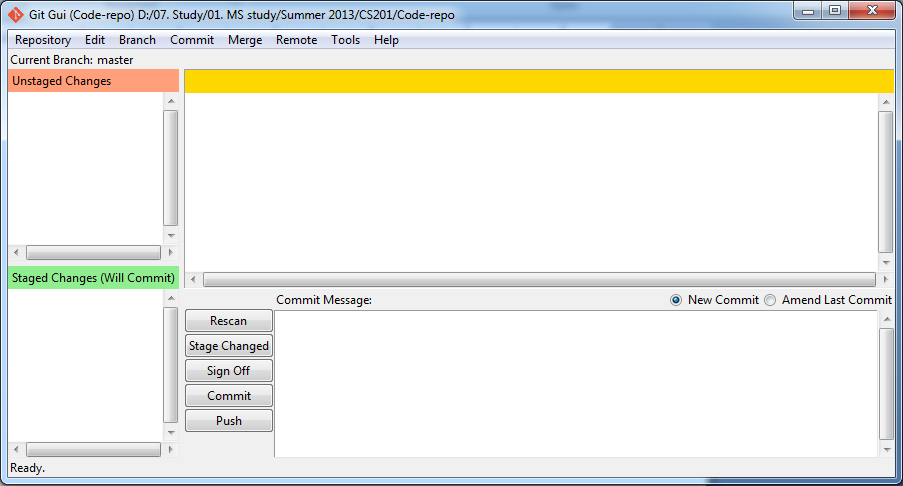 Git Gui (Code-repo) D:/07. Study/01. MS study/Summer 2013/CS201/Code-repo
Repository Edit Branch Commit Merge Remote Tools Help
Current Branch: master
Unstaged Changes
Staged Changes (Will Commit)
Commit Message: New Commit Amend Last Commit
Rescan
Stage Changed
Sign Off
Commit
Push
Ready.